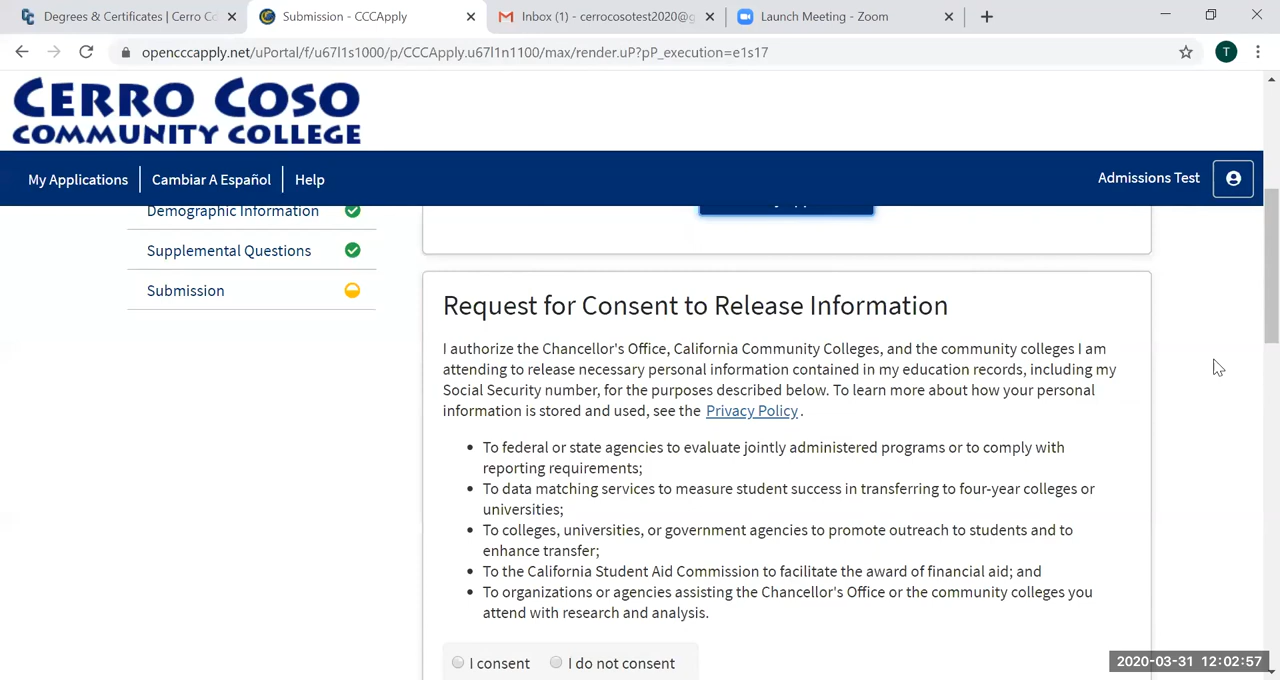 Degrees & Certificates | Cerro Co
Submission - CCCApply
Inbox (1) - cerrocosotest2020@g
Launch Meeting - Zoom
opencccapply.net/uPortal/f/u67l1s1000/p/CCCApply.u67l1n1100/max/render.uP?pP_execution=e1s17
T
CERRO COSO
COMMUNITY COLLEGE
My Applications
Cambiar A Español
Help
Admissions Test
Demographic Information
Supplemental Questions
Submission
Request for Consent to Release Information
I authorize the Chancellor's Office, California Community Colleges, and the community colleges I am
attending to release necessary personal information contained in my education records, including my
Social Security number, for the purposes described below. To learn more about how your personal
information is stored and used, see the Privacy Policy.
• To federal or state agencies to evaluate jointly administered programs or to comply with
reporting requirements;
• To data matching services to measure student success in transferring to four-year colleges or
universities;
• To colleges, universities, or government agencies to promote outreach to students and to
enhance transfer;
• To the California Student Aid Commission to facilitate the award of financial aid; and
• To organizations or agencies assisting the Chancellor's Office or the community colleges you
attend with research and analysis.
I consent
I do not consent
2020-03-31 12:02:57